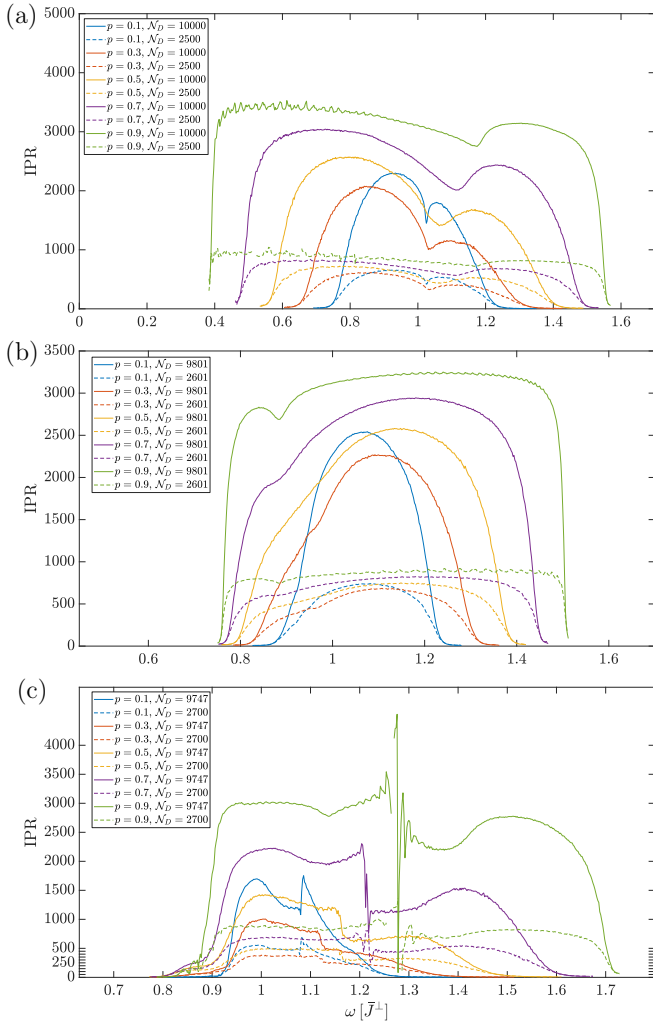 (a)
IPR
5000
4000
3000
2000
1000
0
p = 0.1, N_D = 10000
p = 0.1, N_D = 2500
p = 0.3, N_D = 10000
p = 0.3, N_D = 2500
p = 0.5, N_D = 10000
p = 0.5, N_D = 2500
p = 0.7, N_D = 10000
p = 0.7, N_D = 2500
p = 0.9, N_D = 10000
p = 0.9, N_D = 2500
0 0.2 0.4 0.6 0.8 1 1.2 1.4 1.6
(b)
IPR
3500
3000
2500
2000
1500
1000
500
0
p = 0.1, N_D = 9801
p = 0.1, N_D = 2601
p = 0.3, N_D = 9801
p = 0.3, N_D = 2601
p = 0.5, N_D = 9801
p = 0.5, N_D = 2601
p = 0.7, N_D = 9801
p = 0.7, N_D = 2601
p = 0.9, N_D = 9801
p = 0.9, N_D = 2601
0.6 0.8 1 1.2 1.4 1.6
(c)
IPR
4000
3500
3000
2500
2000
1500
1000
500
250
0
p = 0.1, N_D = 9747
p = 0.1, N_D = 2700
p = 0.3, N_D = 9747
p = 0.3, N_D = 2700
p = 0.5, N_D = 9747
p = 0.5, N_D = 2700
p = 0.7, N_D = 9747
p = 0.7, N_D = 2700
p = 0.9, N_D = 9747
p = 0.9, N_D = 2700
0.7 0.8 0.9 1 1.1 1.2 1.3 1.4 1.5 1.6 1.7
ω [J̄^⊥]